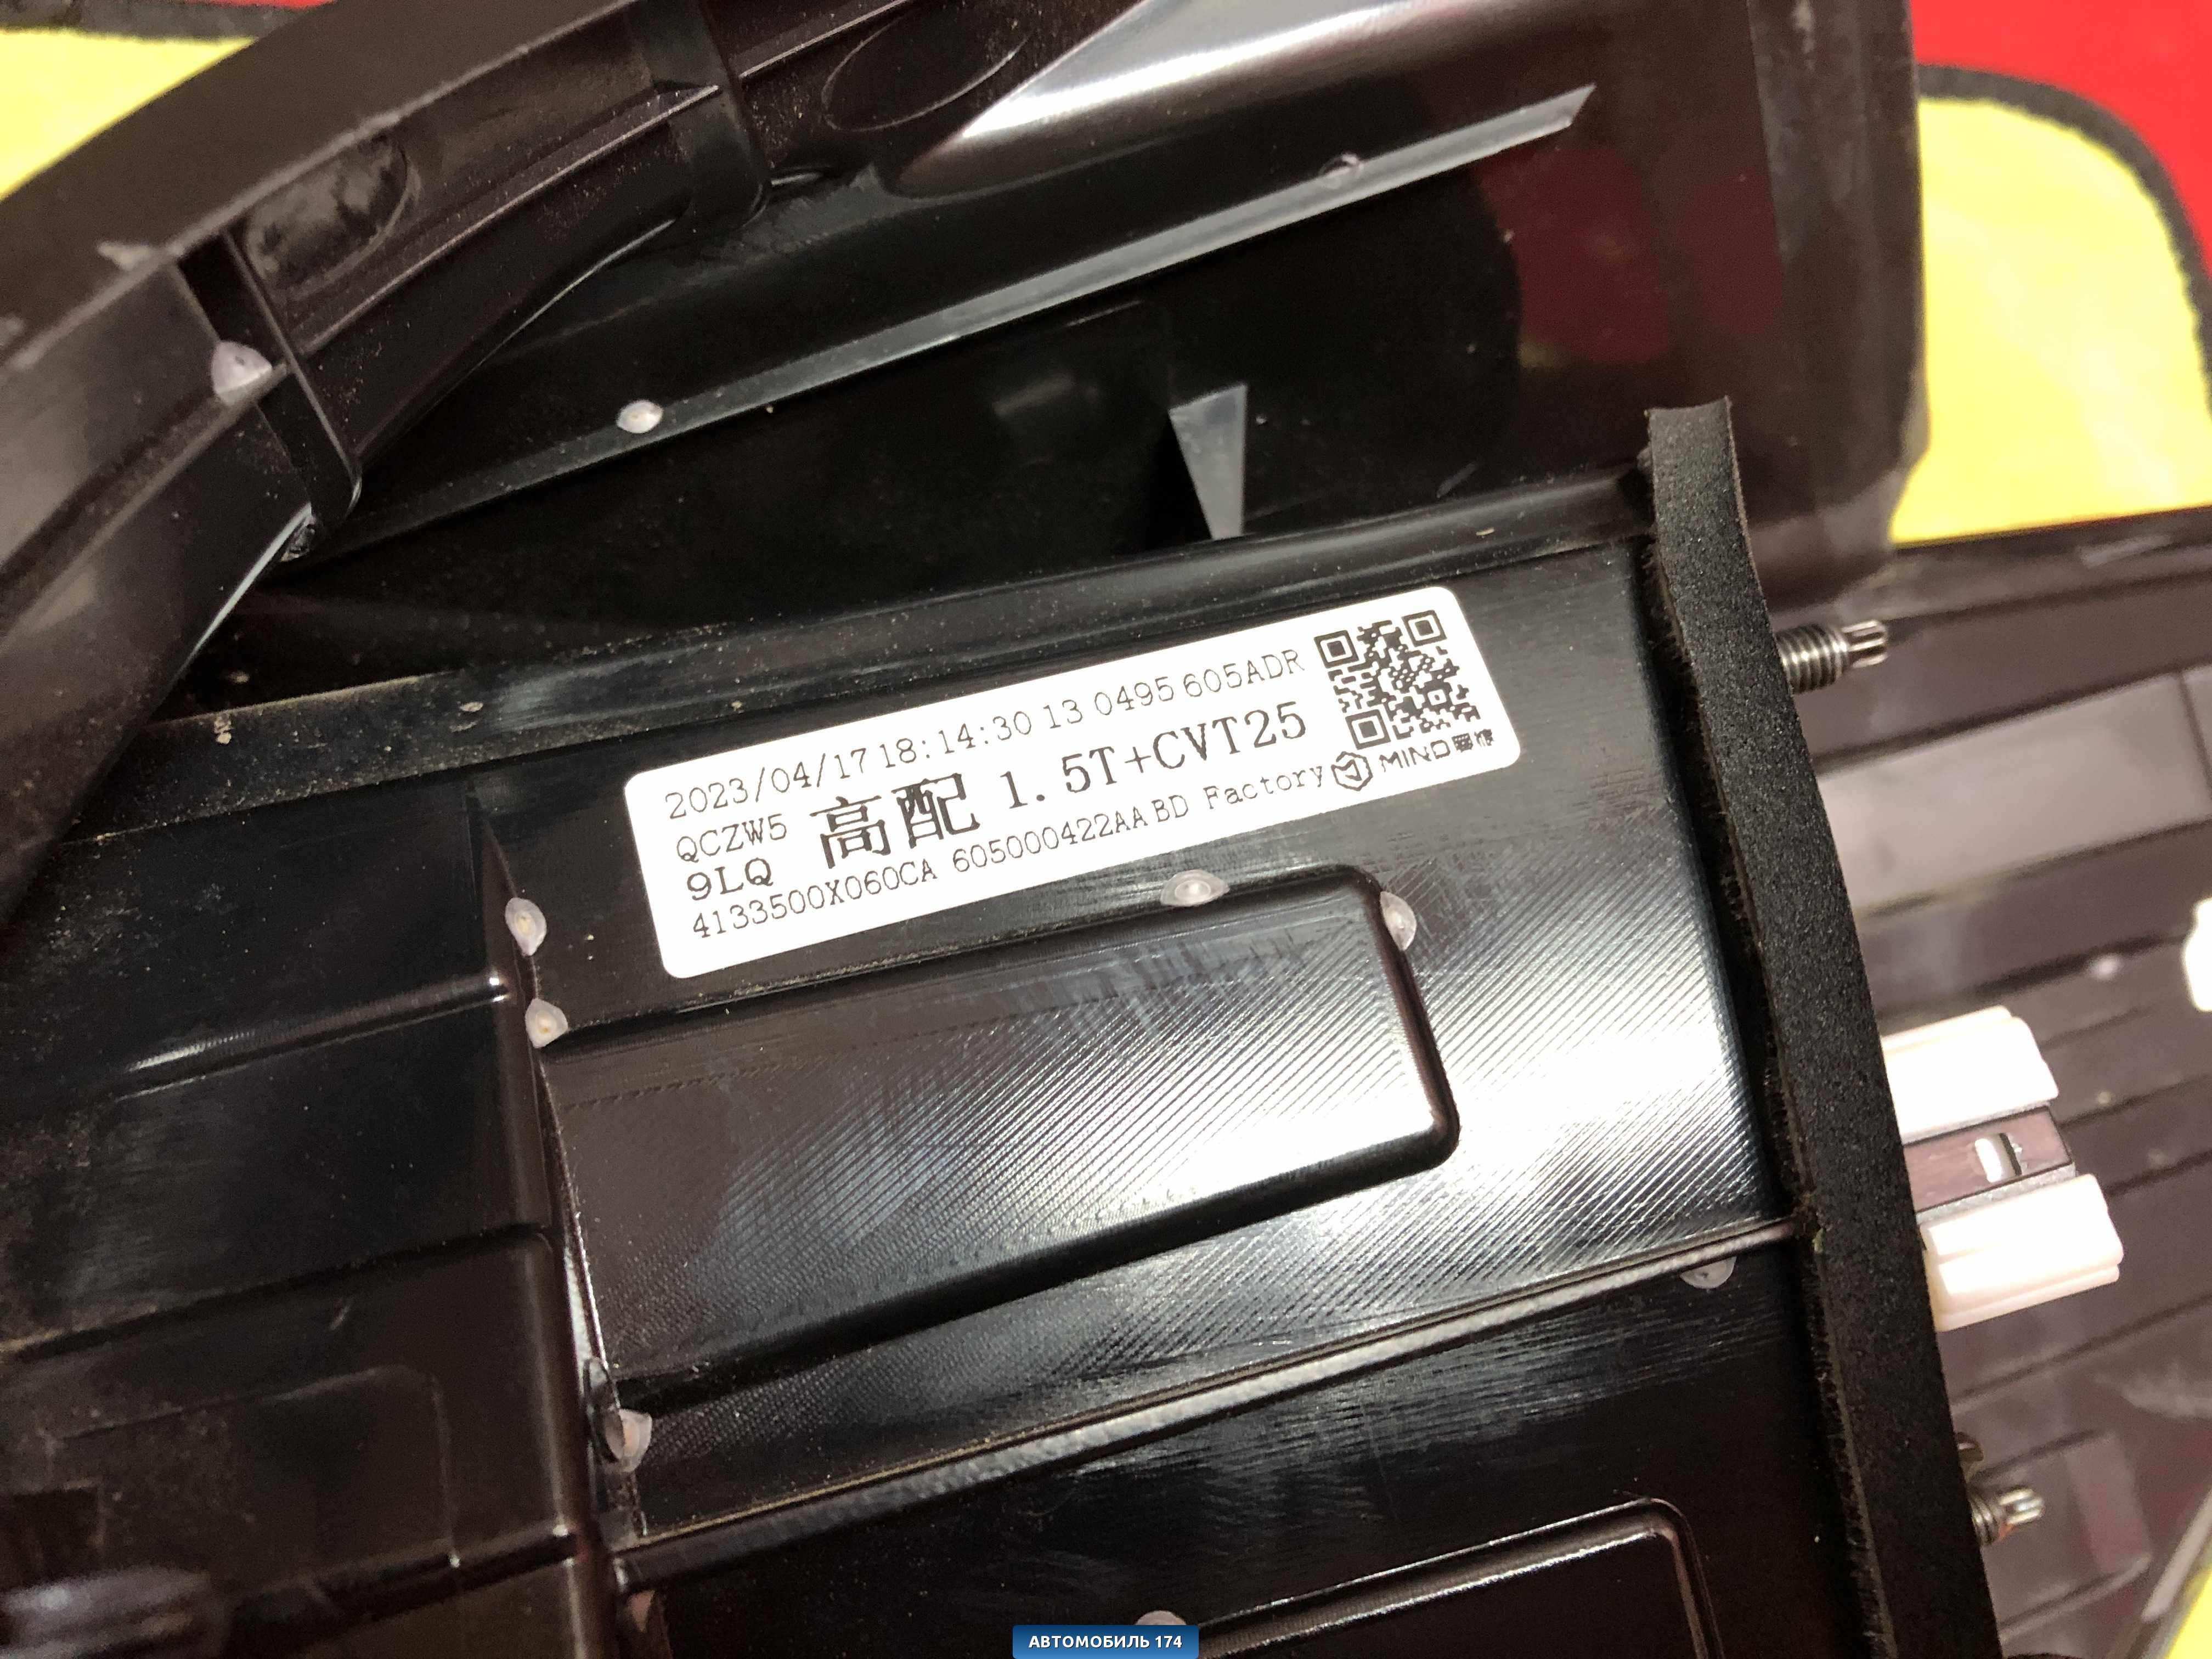 2023/04/17 18:14:30 13 0495 605ADR
QCZW5 高配 1.5T+CVT25
9LQ
4133500X060CA 605000422AA BD Factory MIND
АВТОМОБИЛЬ 174